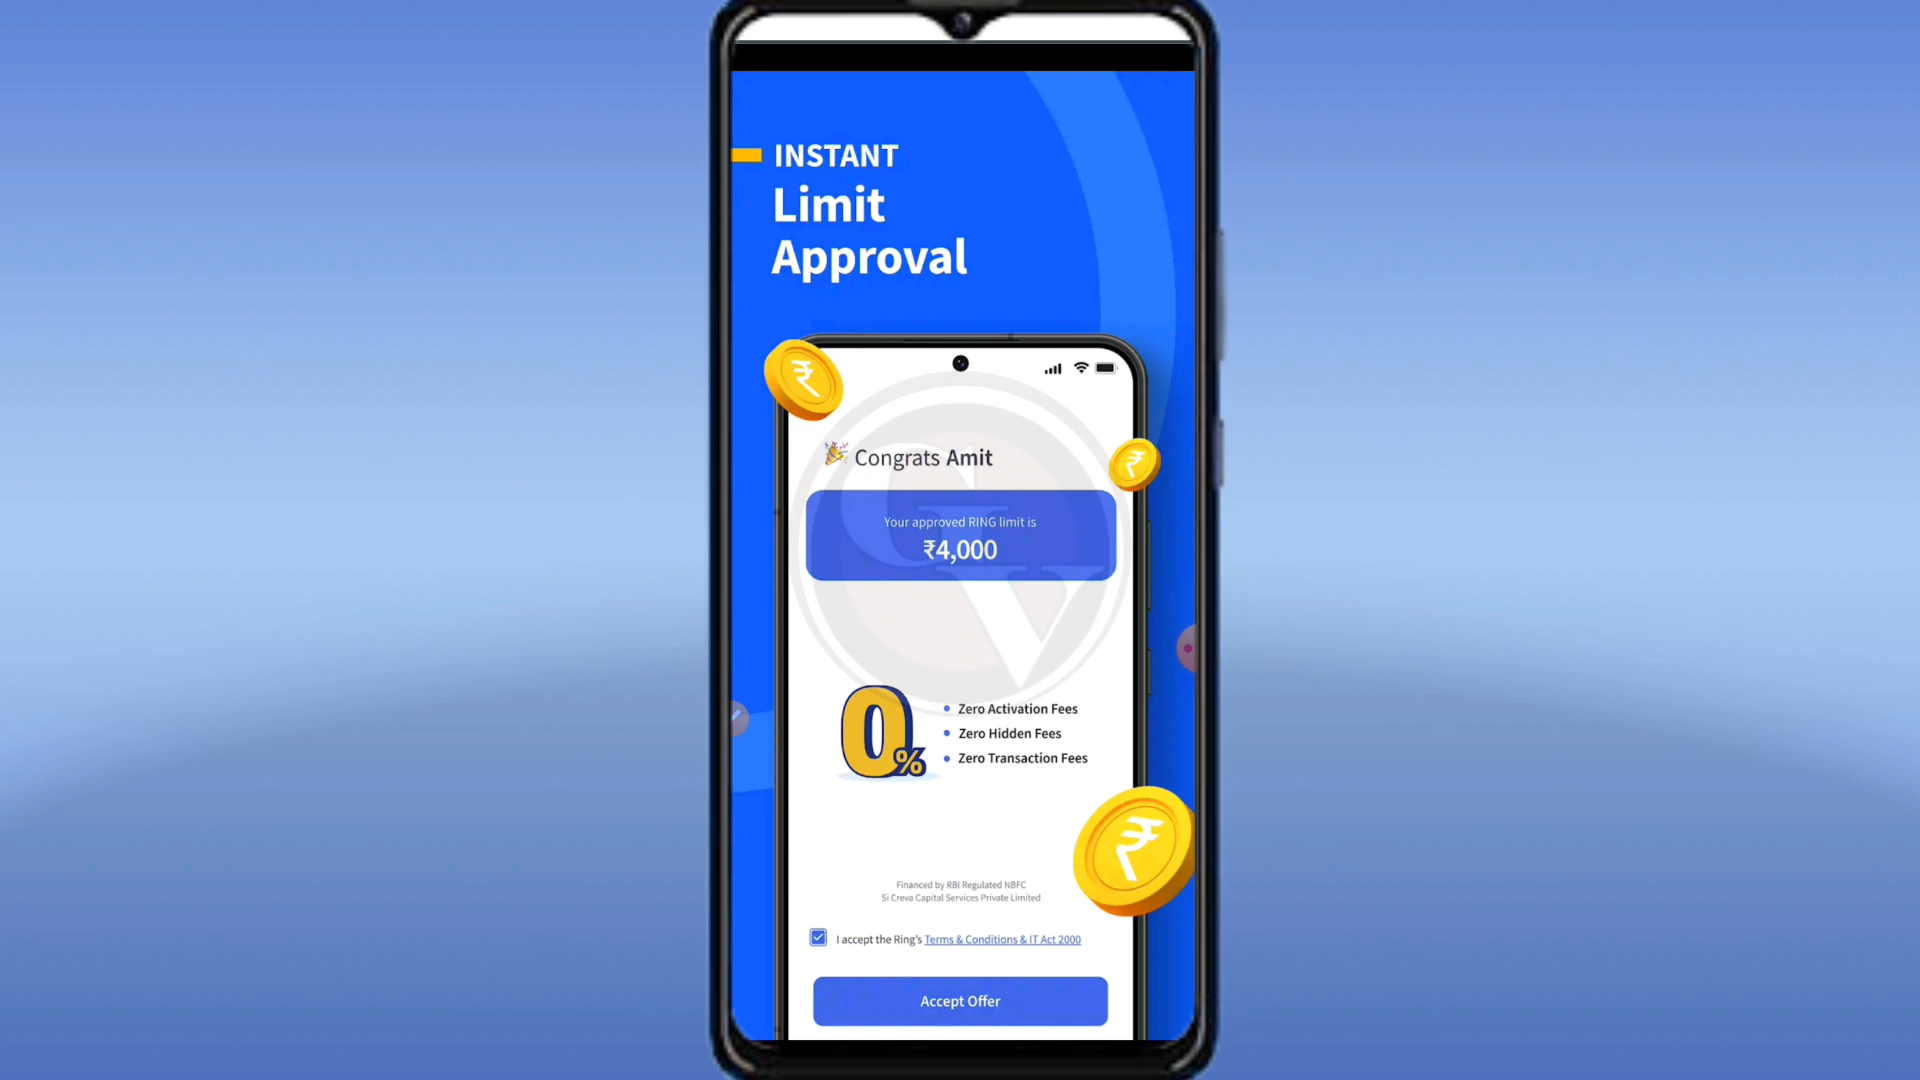 INSTANT
Limit
Approval
Congrats Amit
Your approved RING limit is
₹4,000
0%
Zero Activation Fees
Zero Hidden Fees
Zero Transaction Fees
Financed by RBI Regulated NBFC
Si Creva Capital Services Private Limited
I accept the Ring's Terms & Conditions & IT Act 2000
Accept Offer
₹
₹
₹
GV